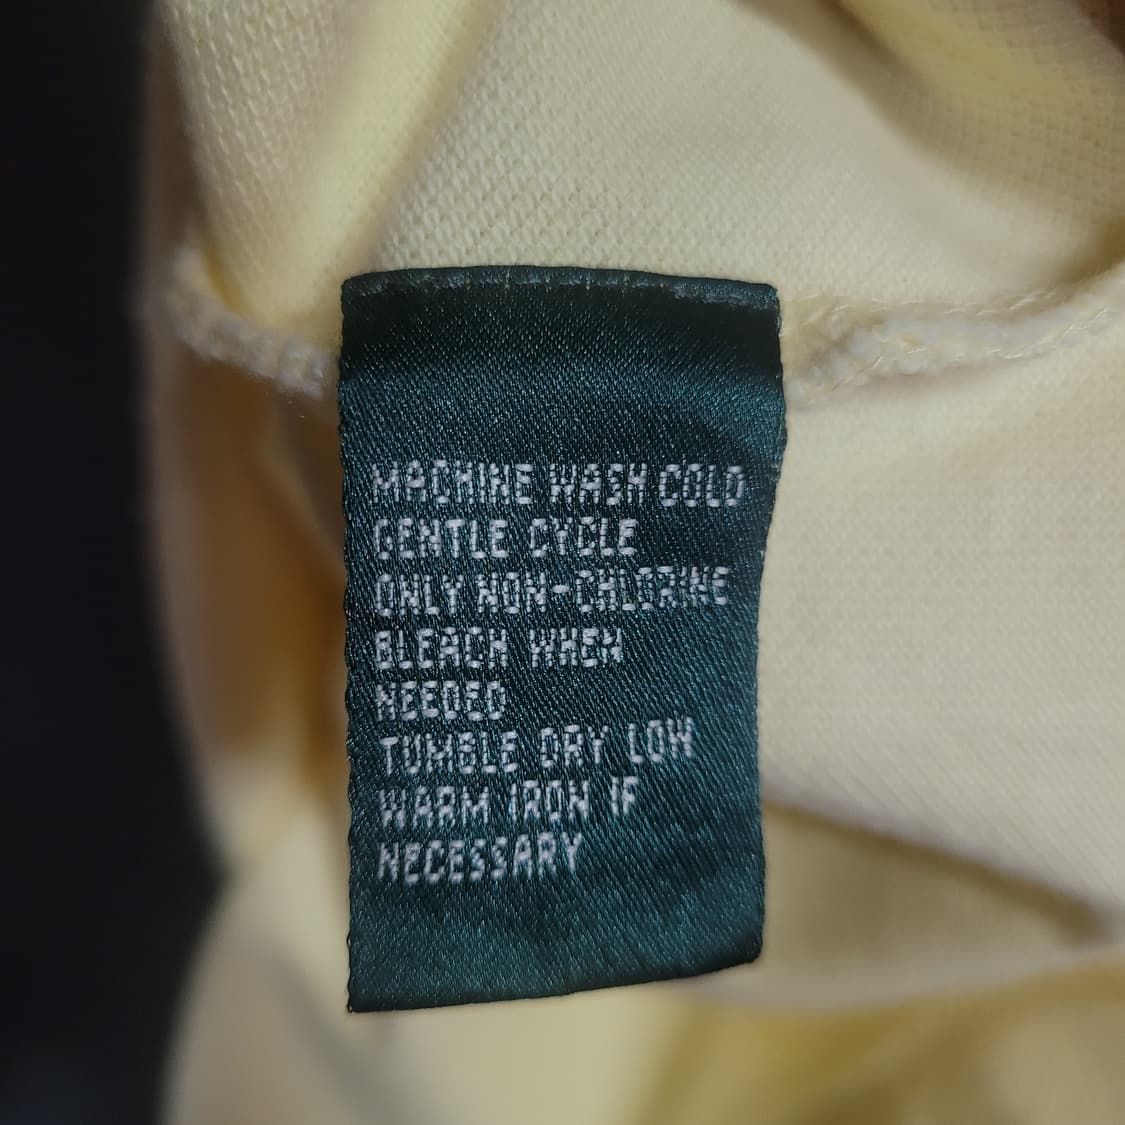 MACHINE WASH COLD
GENTLE CYCLE
ONLY NON-CHLORINE
BLEACH WHEN
NEEDED
TUMBLE DRY LOW
WARM IRON IF
NECESSARY